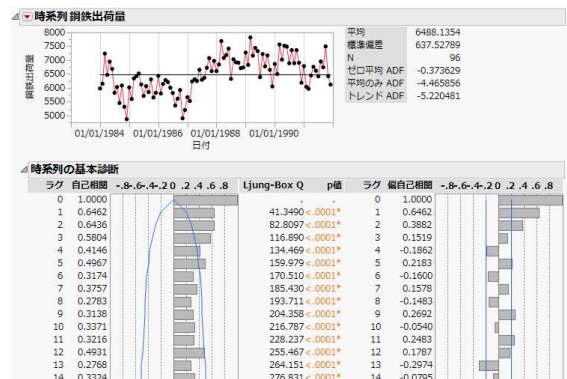 時系列 鋼鉄出荷量
8000
7500
7000
6500
6000
5500
5000
鋼鉄出荷量
01/01/1984 01/01/1986 01/01/1988 01/01/1990
日付
平均 6488.1354
標準偏差 637.52789
N 96
ゼロ平均 ADF -0.373629
平均のみ ADF -4.465856
トレンド ADF -5.220481
時系列の基本診断
ラグ 自己相関 -.8-.6-.4-.2 0 .2 .4 .6 .8 Ljung-Box Q p値 ラグ 偏自己相関 -.8-.6-.4-.2 0 .2 .4 .6 .8
0 1.0000 . . 0 1.0000
1 0.6462 41.3490 <.0001* 1 0.6462
2 0.6436 82.8097 <.0001* 2 0.3882
3 0.5804 116.890 <.0001* 3 0.1519
4 0.4146 134.469 <.0001* 4 -0.1862
5 0.4967 159.979 <.0001* 5 0.2183
6 0.3174 170.510 <.0001* 6 -0.1600
7 0.3757 185.430 <.0001* 7 0.1578
8 0.2783 193.711 <.0001* 8 -0.1483
9 0.3138 204.358 <.0001* 9 0.2692
10 0.3371 216.787 <.0001* 10 -0.0540
11 0.3216 228.237 <.0001* 11 0.2483
12 0.4931 255.467 <.0001* 12 0.1787
13 0.2768 264.151 <.0001* 13 -0.2974
14 0.3324 276.831 <.0001* 14 -0.0795